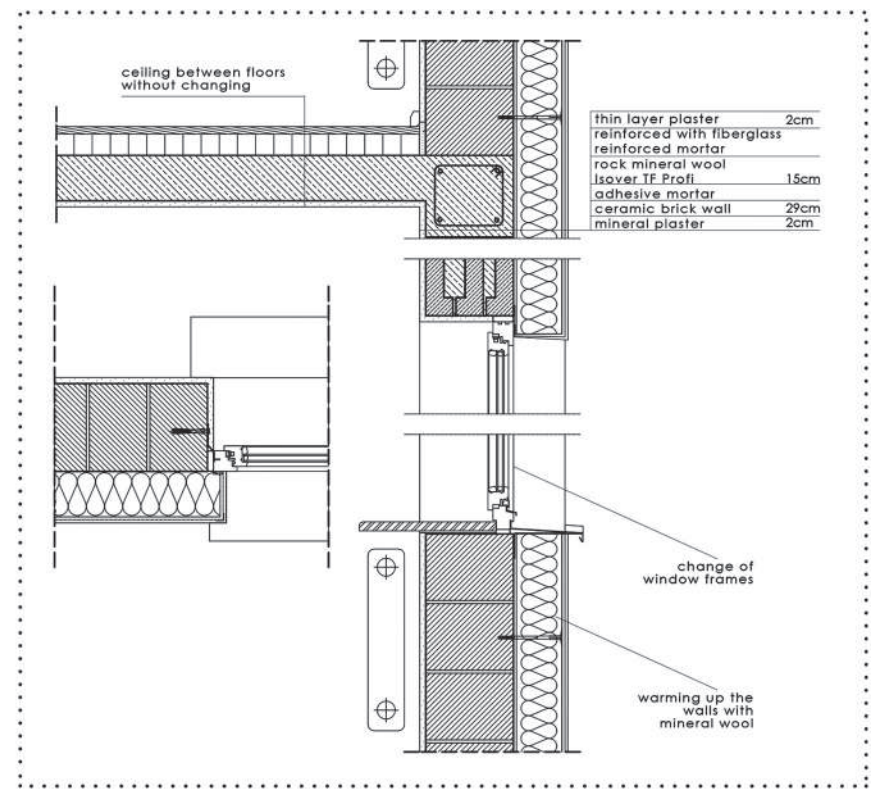 ceiling between floors
without changing
thin layer plaster 2cm
reinforced with fiberglass
reinforced mortar
rock mineral wool
Isover TF Profi 15cm
adhesive mortar
ceramic brick wall 29cm
mineral plaster 2cm
change of
window frames
warming up the
walls with
mineral wool